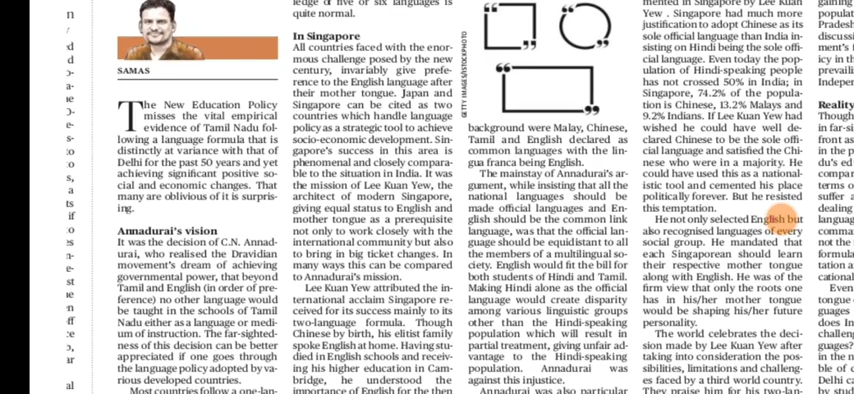 SAMAS
The New Education Policy
misses the vital empirical
evidence of Tamil Nadu fol-
lowing a language formula that is
distinctly at variance with that of
Delhi for the past 50 years and yet
achieving significant positive so-
cial and economic changes. That
many are oblivious of it is surpris-
ing.
Annadurai's vision
It was the decision of C.N. Annad-
urai, who realised the Dravidian
movement's dream of achieving
governmental power, that beyond
Tamil and English (in order of pre-
ference) no other language would
be taught in the schools of Tamil
Nadu either as a language or medi-
um of instruction. The far-sighted-
ness of this decision can be better
appreciated if one goes through
the language policy adopted by va-
rious developed countries.
Most countries follow a one-lan-
ledge of five or six languages is
quite normal.
In Singapore
All countries faced with the enor-
mous challenge posed by the new
century, invariably give prefe-
rence to the English language after
their mother tongue. Japan and
Singapore can be cited as two
countries which handle language
policy as a strategic tool to achieve
socio-economic development. Sin-
gapore's success in this area is
phenomenal and closely compara-
ble to the situation in India. It was
the mission of Lee Kuan Yew, the
architect of modern Singapore,
giving equal status to English and
mother tongue as a prerequisite
not only to work closely with the
international community but also
to bring in big ticket changes. In
many ways this can be compared
to Annadurai's mission.
Lee Kuan Yew attributed the in-
ternational acclaim Singapore re-
ceived for its success mainly to its
two-language formula. Though
Chinese by birth, his elitist family
spoke English at home. Having stu-
died in English schools and receiv-
ing his higher education in Cam-
bridge, he understood the
importance of English for the then
GETTY IMAGES/ISTOCKPHOTO
background were Malay, Chinese,
Tamil and English declared as
common languages with the lin-
gua franca being English.
The mainstay of Annadurai's ar-
gument, while insisting that all the
national languages should be
made official languages and En-
glish should be the common link
language, was that the official lan-
guage should be equidistant to all
the members of a multilingual so-
ciety. English would fit the bill for
both students of Hindi and Tamil.
Making Hindi alone as the official
language would create disparity
among various linguistic groups
other than the Hindi-speaking
population which will result in
partial treatment, giving unfair ad-
vantage to the Hindi-speaking
population. Annadurai was
against this injustice.
Annadurai was also particular
mented in Singapore by Lee Kuan
Yew . Singapore had much more
justification to adopt Chinese as its
sole official language than India in-
sisting on Hindi being the sole offi-
cial language. Even today the pop-
ulation of Hindi-speaking people
has not crossed 50% in India; in
Singapore, 74.2% of the popula-
tion is Chinese, 13.2% Malays and
9.2% Indians. If Lee Kuan Yew had
wished he could have well de-
clared Chinese to be the sole offi-
cial language and satisfied the Chi-
nese who were in a majority. He
could have used this as a national-
istic tool and cemented his place
politically forever. But he resisted
this temptation.
He not only selected English but
also recognised languages of every
social group. He mandated that
each Singaporean should learn
their respective mother tongue
along with English. He was of the
firm view that only the roots one
has in his/her mother tongue
would be shaping his/her future
personality.
The world celebrates the deci-
sion made by Lee Kuan Yew after
taking into consideration the pos-
sibilities, limitations and challeng-
es faced by a third world country.
They praise him for his two-lan-